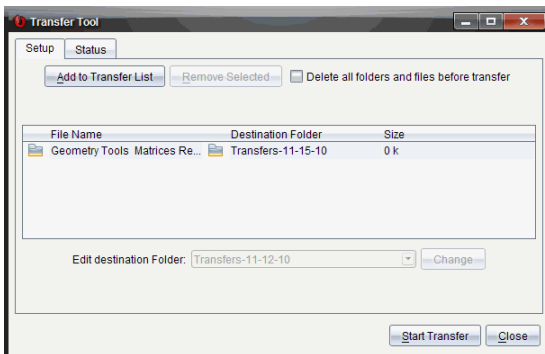 Transfer Tool
Setup Status
Add to Transfer List Remove Selected Delete all folders and files before transfer
File Name Destination Folder Size
Geometry Tools Matrices Re... Transfers-11-15-10 0 k
Edit destination Folder: Transfers-11-12-10 Change
Start Transfer Close